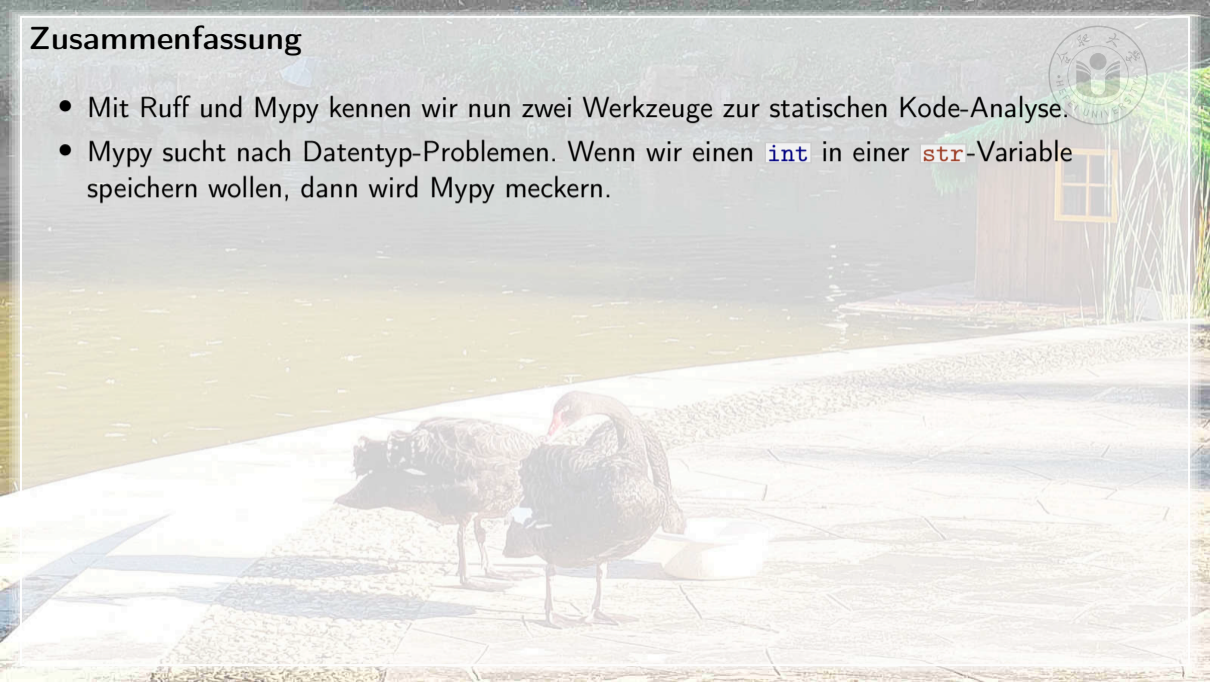 Zusammenfassung
• Mit Ruff und Mypy kennen wir nun zwei Werkzeuge zur statischen Kode-Analyse.
• Mypy sucht nach Datentyp-Problemen. Wenn wir einen int in einer str-Variable
speichern wollen, dann wird Mypy meckern.